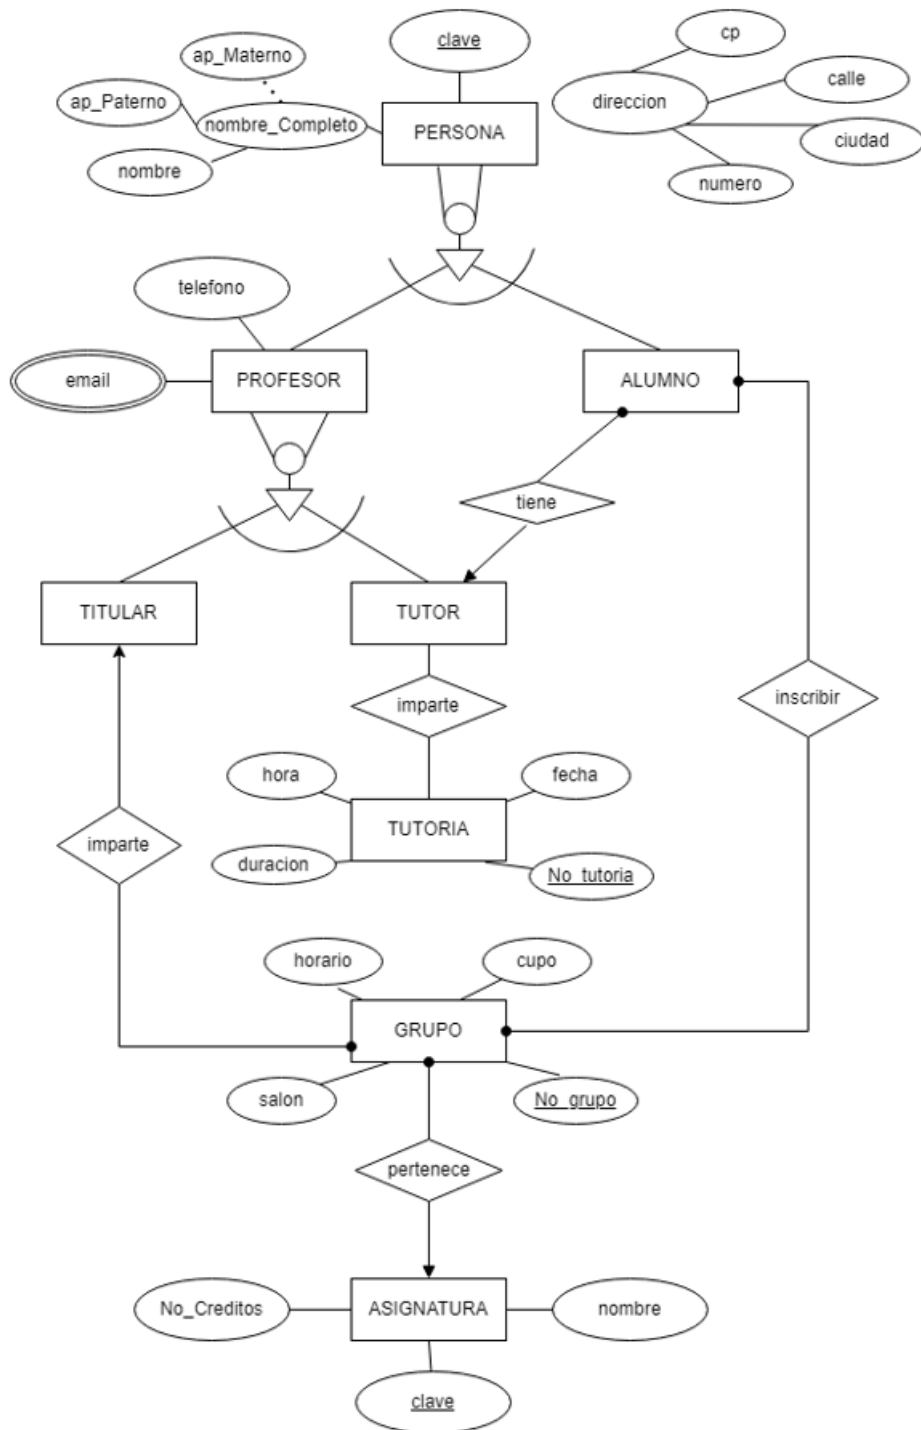 clave
cp
ap_Materno
calle
ap_Paterno
direccion
nombre_Completo
PERSONA
ciudad
nombre
numero
telefono
email
PROFESOR
ALUMNO
tiene
TITULAR
TUTOR
imparte
inscribir
hora
fecha
TUTORIA
imparte
duracion
No_tutoria
horario
cupo
GRUPO
salon
No_grupo
pertenece
No_Creditos
ASIGNATURA
nombre
clave